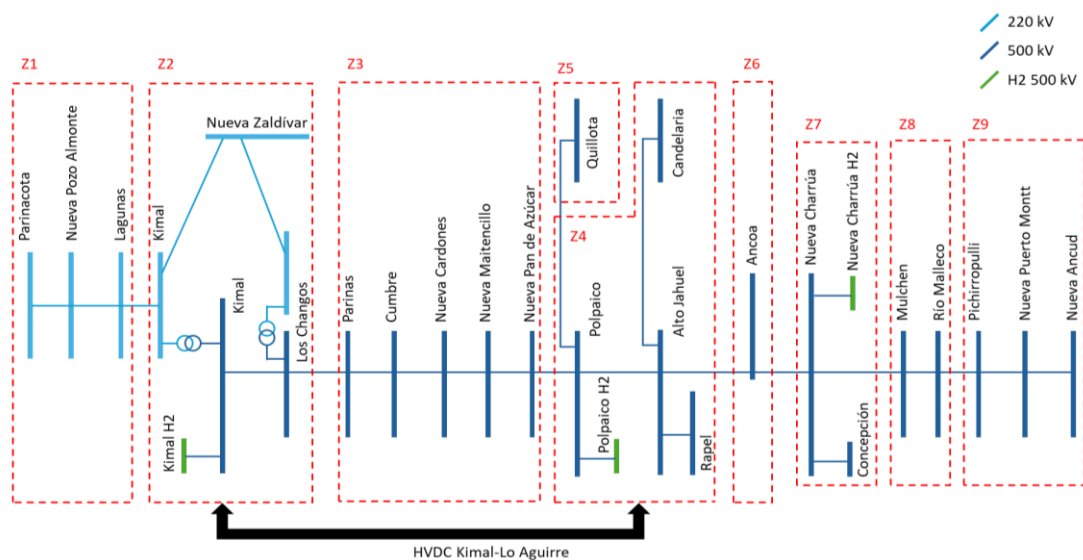 220 kV
500 kV
H2 500 kV
Z1
Z2
Z3
Z5
Z6
Z7
Z8
Z9
Z4
Nueva Zaldívar
Parinacota
Nueva Pozo Almonte
Lagunas
Kimal
Kimal
Kimal H2
Los Changos
Parinas
Cumbre
Nueva Cardones
Nueva Maitencillo
Nueva Pan de Azúcar
Quillota
Polpaico
Polpaico H2
Candelaria
Alto Jahuel
Rapel
Ancoa
Nueva Charrúa
Nueva Charrúa H2
Concepción
Mulchen
Río Malleco
Pichirropulli
Nueva Puerto Montt
Nueva Ancud
HVDC Kimal-Lo Aguirre